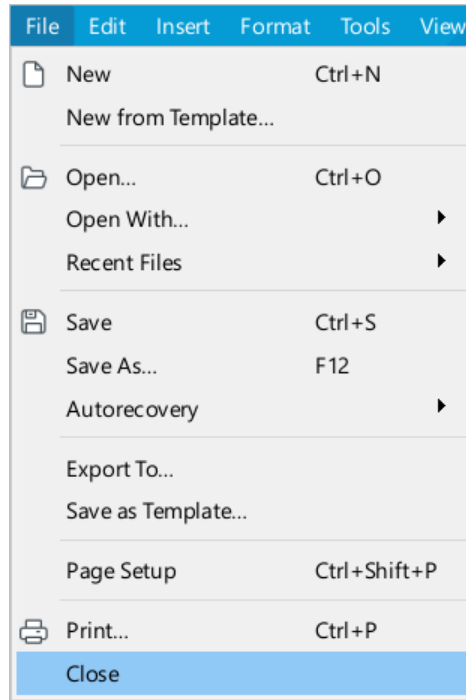 File Edit Insert Format Tools View
New Ctrl+N
New from Template...
Open... Ctrl+O
Open With...
Recent Files
Save Ctrl+S
Save As... F12
Autorecovery
Export To...
Save as Template...
Page Setup Ctrl+Shift+P
Print... Ctrl+P
Close